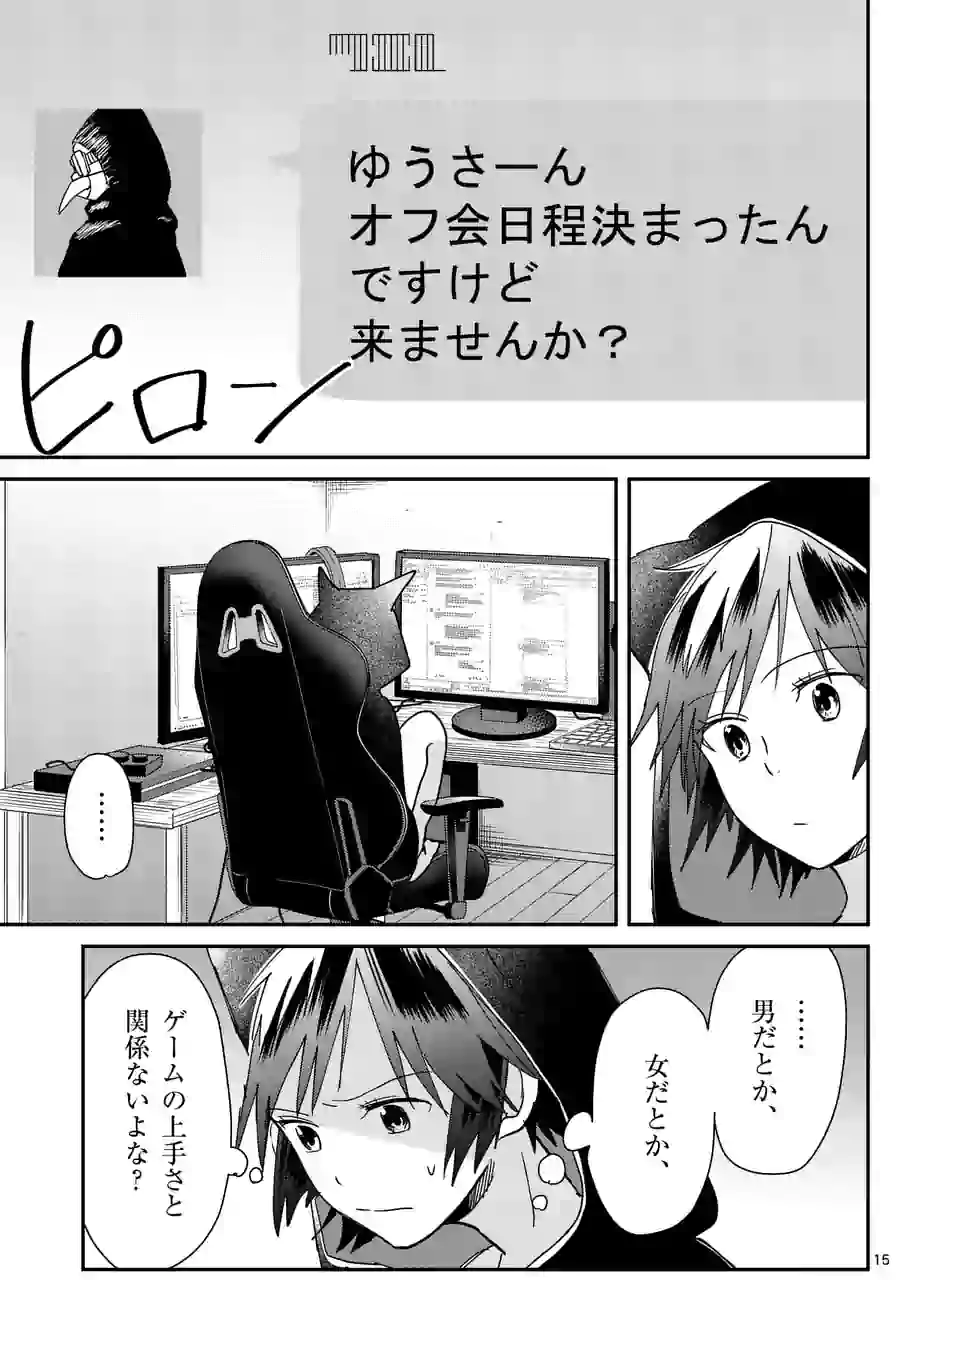 ゆうさーん
オフ会日程決まったん
ですけど
来ませんか？
ピローン
……
……
男だとか、
女だとか、
ゲームの上手さと
関係ないよな？
15